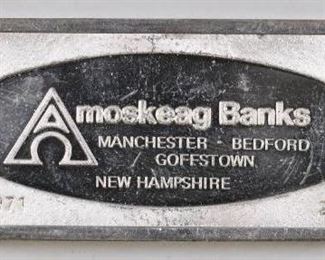 Amoskeag Banks
MANCHESTER - BEDFORD
GOFFSTOWN
NEW HAMPSHIRE